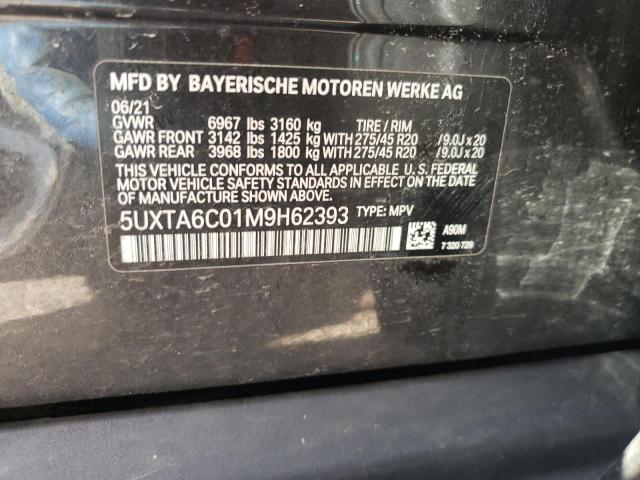 MFD BY BAYERISCHE MOTOREN WERKE AG
06/21
GVWR 6967 lbs 3160 kg TIRE / RIM
GAWR FRONT 3142 lbs 1425 kg WITH 275/45 R20 /9.0J x 20
GAWR REAR 3968 lbs 1800 kg WITH 275/45 R20 /9.0J x 20
THIS VEHICLE CONFORMS TO ALL APPLICABLE U. S. FEDERAL
MOTOR VEHICLE SAFETY STANDARDS IN EFFECT ON THE DATE
OF MANUFACTURE SHOWN ABOVE.
5UXTA6C01M9H62393 TYPE: MPV
A90M
7 320 729